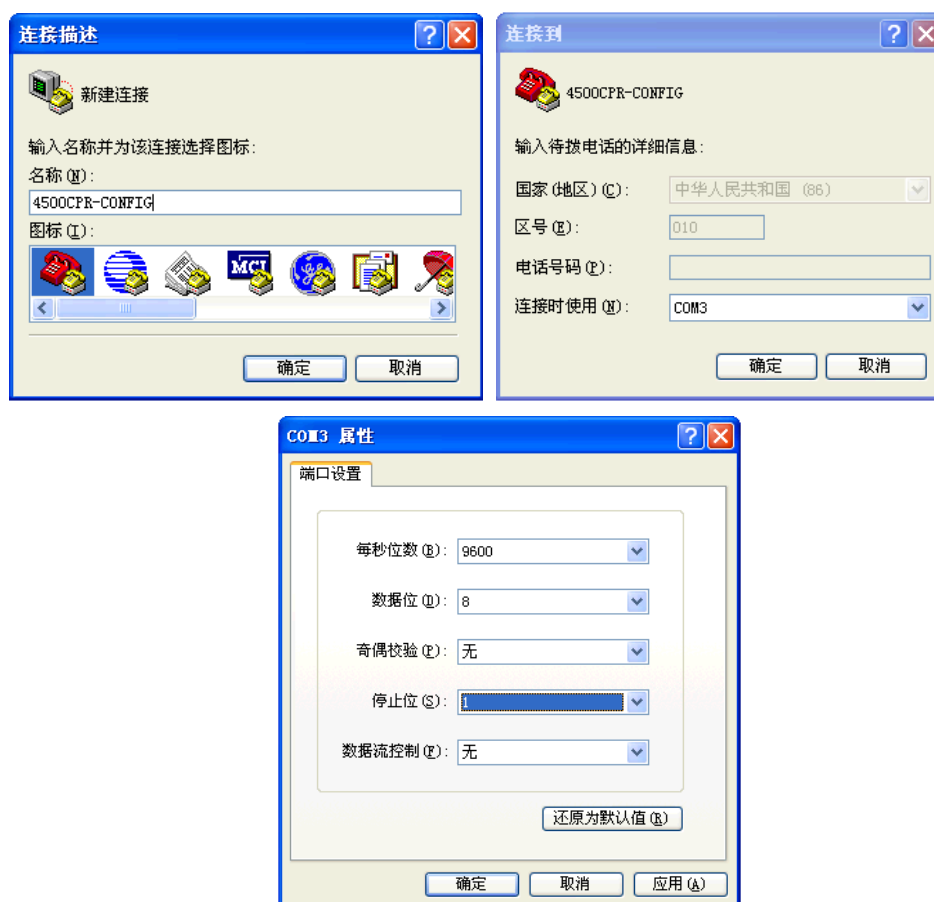 连接描述
新建连接
输入名称并为该连接选择图标:
名称(N):
4500CPR-CONFIG
图标(I):
MCI
确定
取消
连接到
4500CPR-CONFIG
输入待拨电话的详细信息:
国家(地区)(C): 中华人民共和国 (86)
区号(E): 010
电话号码(P):
连接时使用(N): COM3
确定
取消
COM3 属性
端口设置
每秒位数(B): 9600
数据位(D): 8
奇偶校验(P): 无
停止位(S): 1
数据流控制(F): 无
还原为默认值(R)
确定
取消
应用(A)